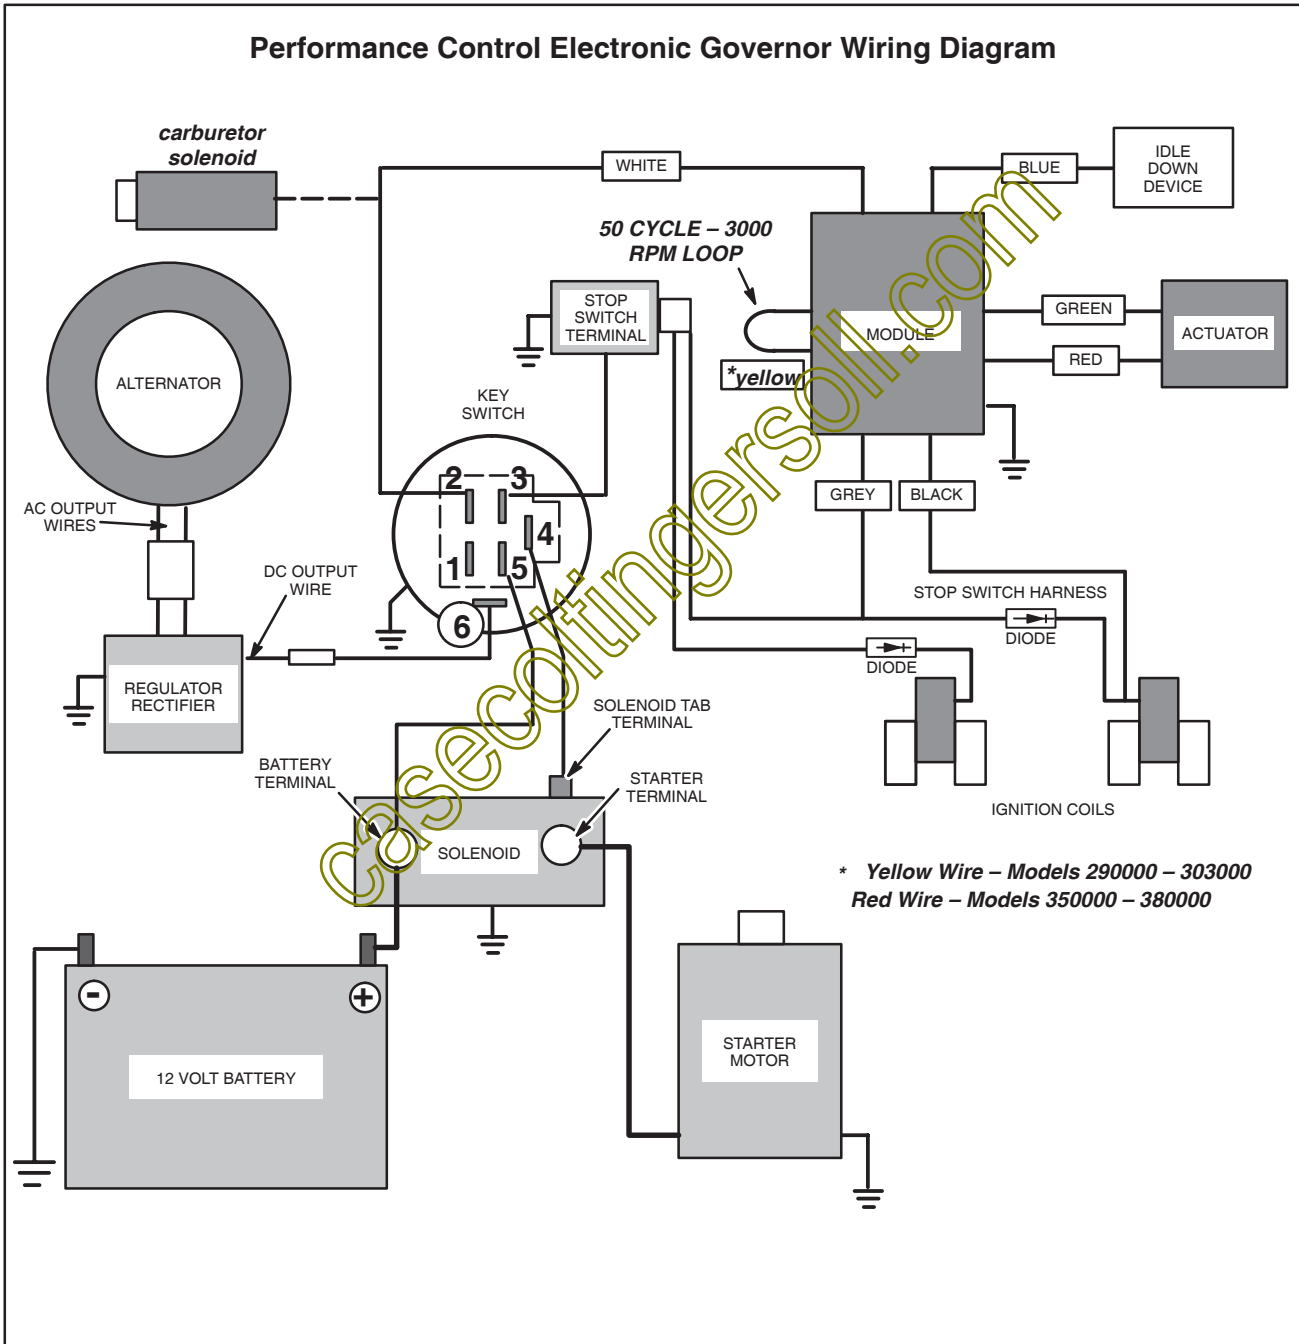 Performance Control Electronic Governor Wiring Diagram
carburetor
solenoid
WHITE
BLUE
IDLE
DOWN
DEVICE
50 CYCLE – 3000
RPM LOOP
STOP
SWITCH
TERMINAL
MODULE
GREEN
RED
ACTUATOR
*yellow
ALTERNATOR
KEY
SWITCH
2
3
4
1
5
6
GREY
BLACK
AC OUTPUT
WIRES
DC OUTPUT
WIRE
STOP SWITCH HARNESS
DIODE
DIODE
REGULATOR
RECTIFIER
SOLENOID TAB
TERMINAL
BATTERY
TERMINAL
STARTER
TERMINAL
SOLENOID
IGNITION COILS
* Yellow Wire – Models 290000 – 303000
Red Wire – Models 350000 – 380000
-
+
12 VOLT BATTERY
STARTER
MOTOR
casecoltingersoll.com